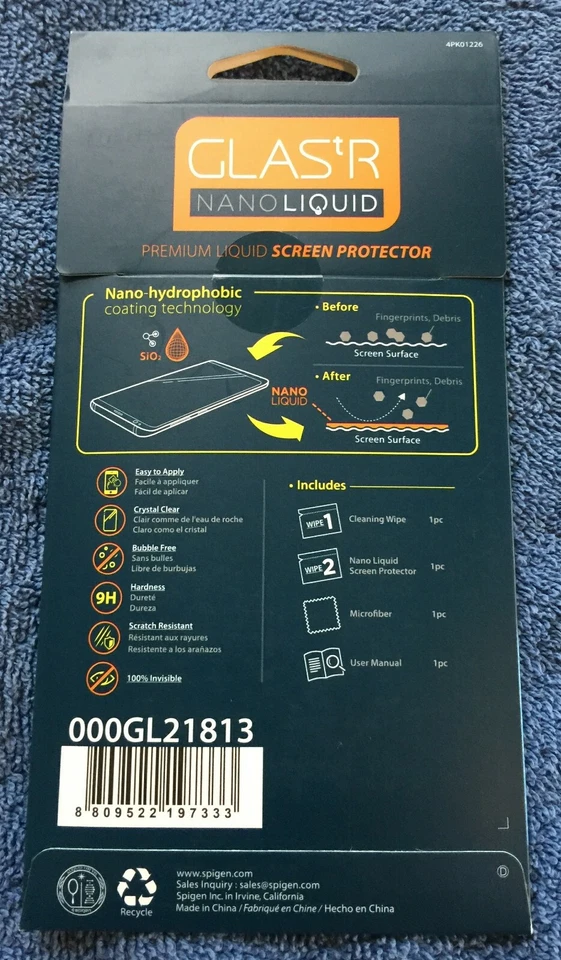 4PK01226
GLAStR
NANO LIQUID
PREMIUM LIQUID SCREEN PROTECTOR
Nano-hydrophobic
coating technology
SiO2
• Before
Fingerprints, Debris
Screen Surface
• After
Fingerprints, Debris
NANO
LIQUID
Screen Surface
Easy to Apply
Facile à appliquer
Fácil de aplicar
Crystal Clear
Clair comme de l'eau de roche
Claro como el cristal
Bubble Free
Sans bulles
Libre de burbujas
9H
Hardness
Dureté
Dureza
Scratch Resistant
Résistant aux rayures
Resistente a los arañazos
100% Invisible
• Includes
WIPE 1
Cleaning Wipe 1pc
WIPE 2
Nano Liquid
Screen Protector 1pc
Microfiber 1pc
User Manual 1pc
000GL21813
8 809522 197333
Recycle
www.spigen.com
Sales Inquiry : sales@spigen.com
Spigen Inc. in Irvine, California
Made in China / Fabriqué en Chine / Hecho en China
D